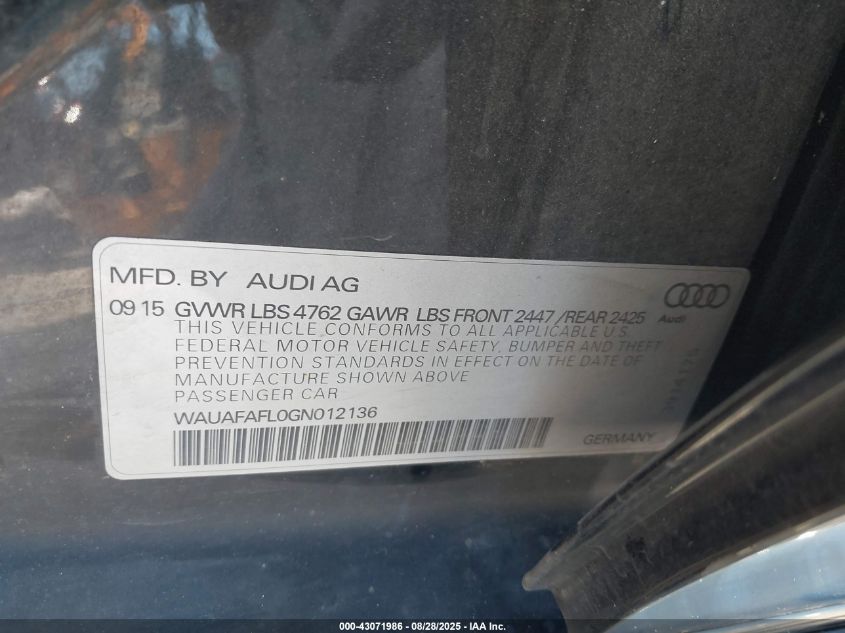 MFD. BY AUDI AG
09 15 GVWR LBS 4762 GAWR LBS FRONT 2447 /REAR 2425
Audi
THIS VEHICLE CONFORMS TO ALL APPLICABLE U.S.
FEDERAL MOTOR VEHICLE SAFETY, BUMPER AND THEFT
PREVENTION STANDARDS IN EFFECT ON THE DATE OF
MANUFACTURE SHOWN ABOVE
PASSENGER CAR
WAUAFAFL0GN012136
GERMANY
000-43071986 - 08/28/2025 - IAA Inc.